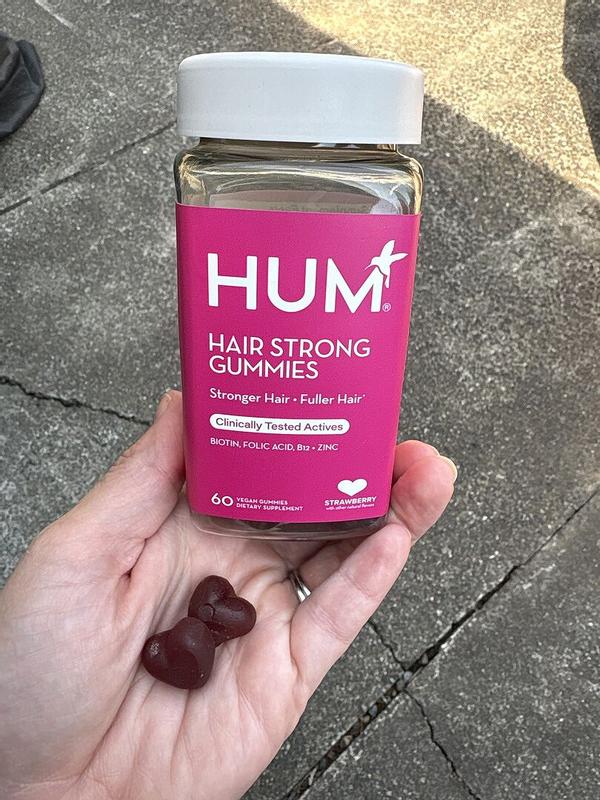 HUM®
HAIR STRONG
GUMMIES
Stronger Hair • Fuller Hair*
Clinically Tested Actives
BIOTIN, FOLIC ACID, B12 + ZINC
60 VEGAN GUMMIES
DIETARY SUPPLEMENT
STRAWBERRY
with other natural flavors